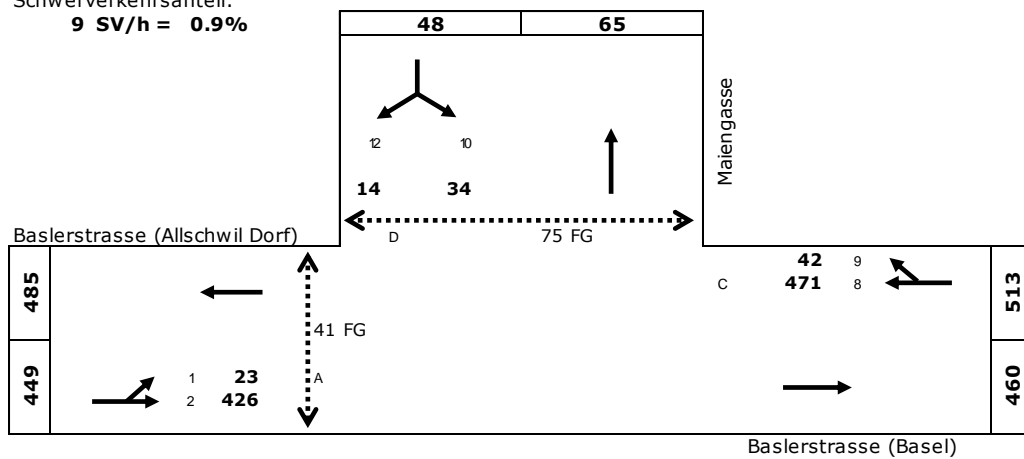 Schwerverkehrsanteil:
9 SV/h = 0.9%
48 65
Maiengasse
12 10
14 34
Baslerstrasse (Allschwil Dorf)
D 75 FG
485
42 9
C 471 8
513
41 FG
449
1 23 A
2 426
460
Baslerstrasse (Basel)